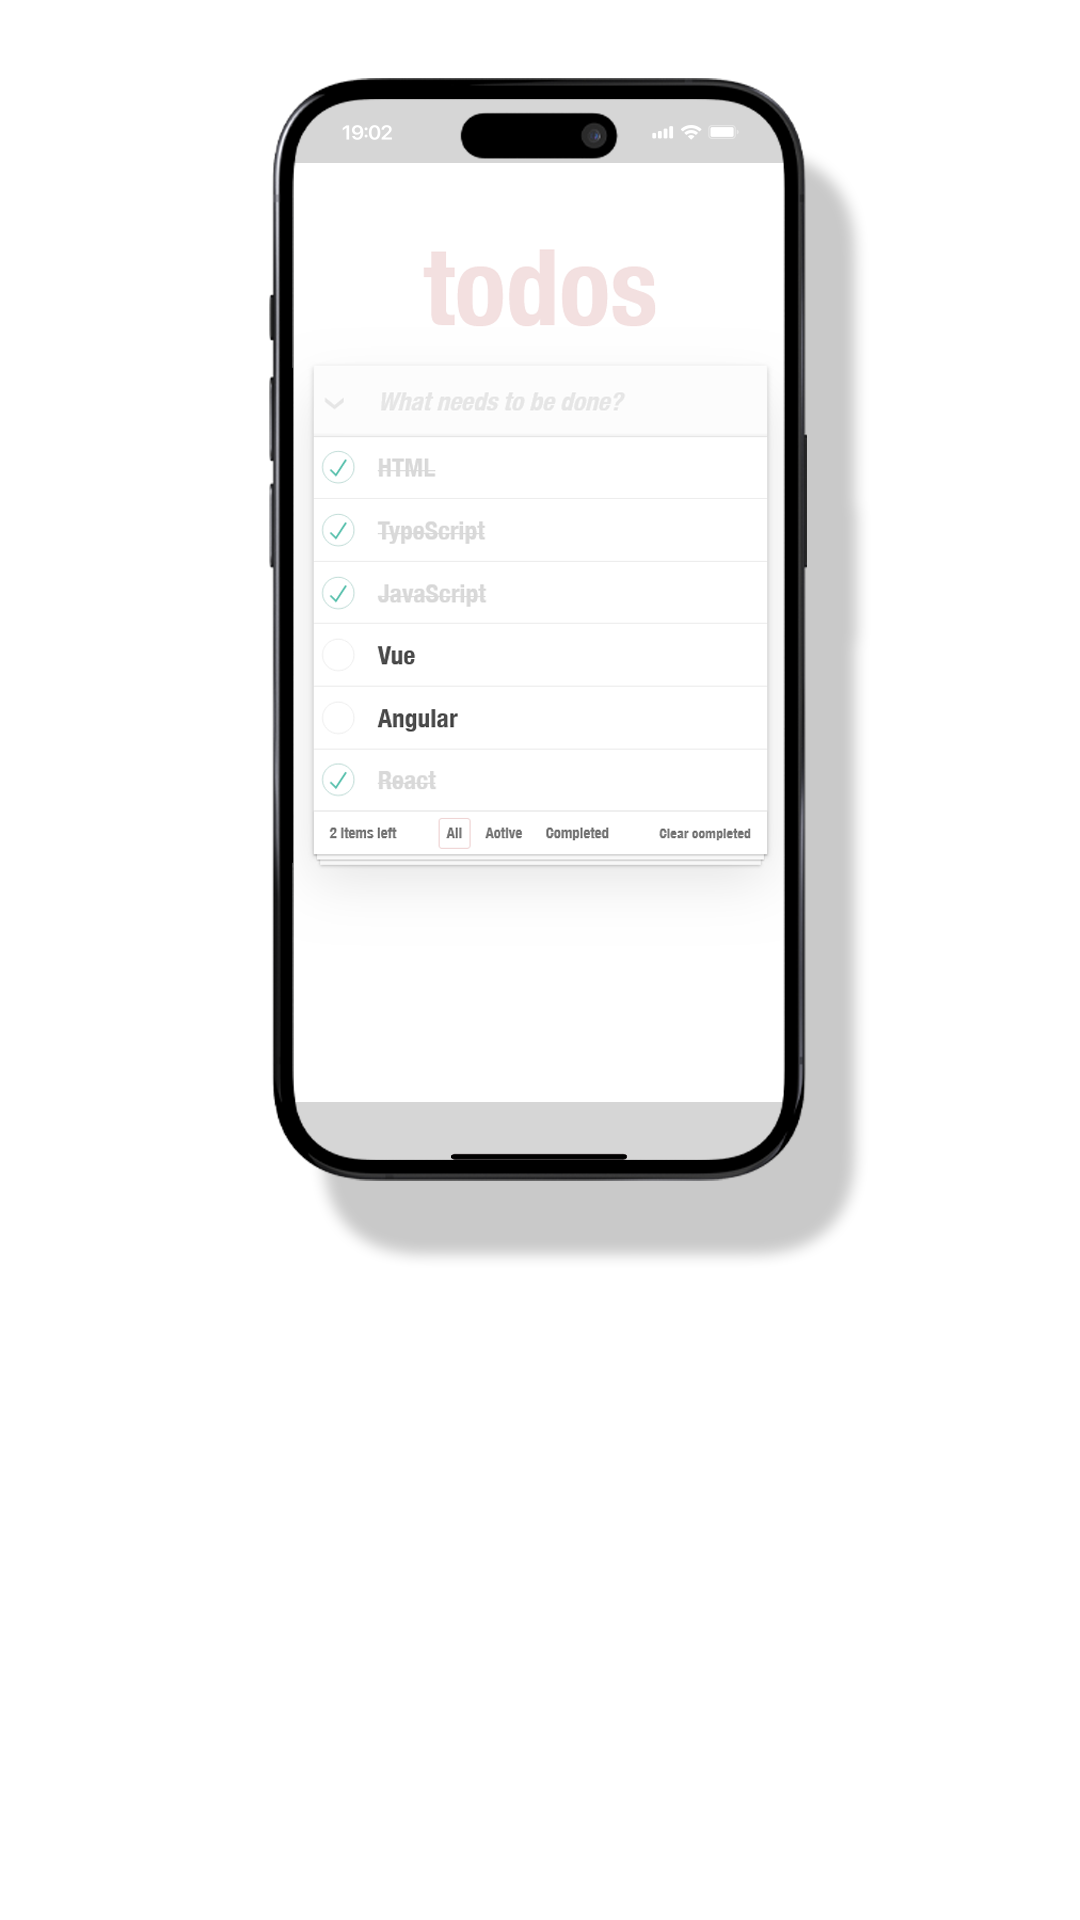 19:02
todos
What needs to be done?
HTML
TypeScript
JavaScript
Vue
Angular
React
2 items left All Active Completed Clear completed